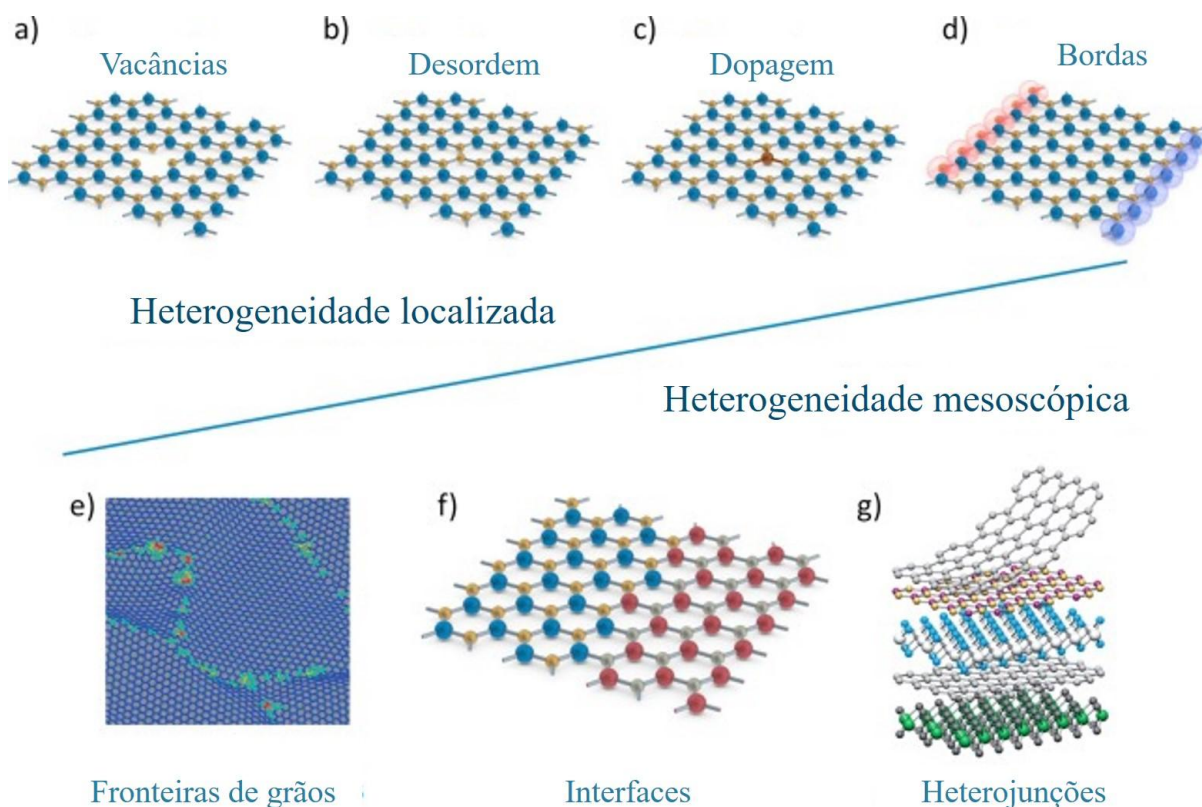 a)
Vacâncias
b)
Desordem
c)
Dopagem
d)
Bordas
Heterogeneidade localizada
Heterogeneidade mesoscópica
e)
Fronteiras de grãos
f)
Interfaces
g)
Heterojunções